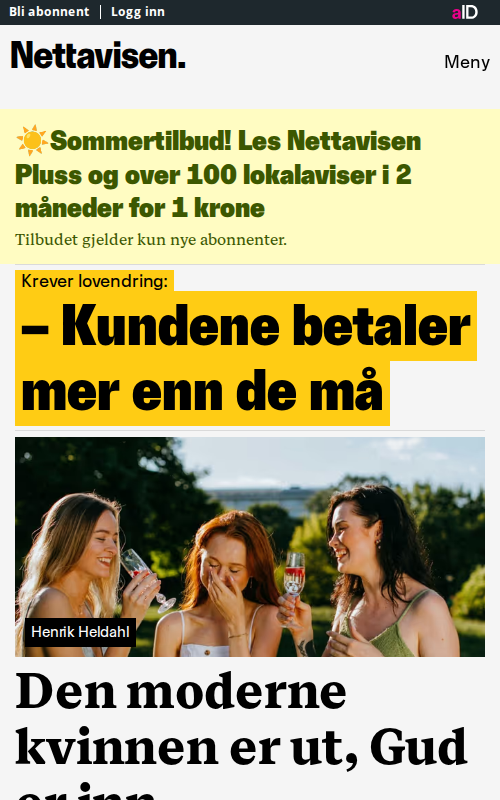 Bli abonnent
Logg inn
aID
Nettavisen.
Meny
☀️Sommertilbud! Les Nettavisen
Pluss og over 100 lokalaviser i 2
måneder for 1 krone
Tilbudet gjelder kun nye abonnenter.
Krever lovendring:
– Kundene betaler
mer enn de må
Henrik Heldahl
Den moderne
kvinnen er ut, Gud
er inn